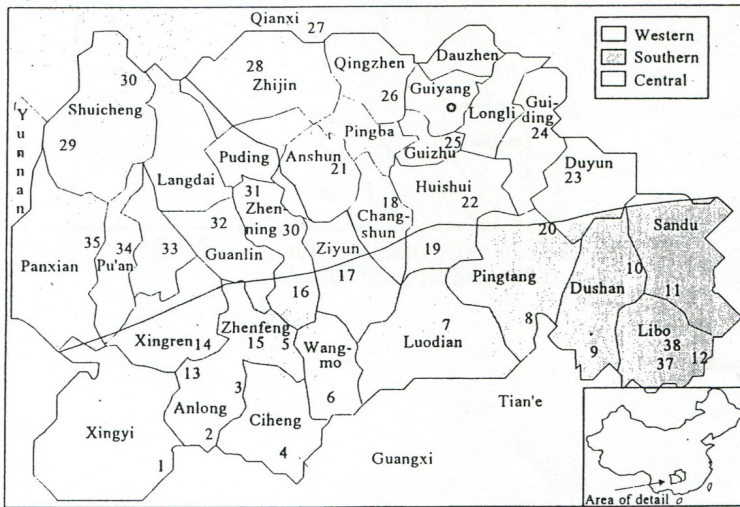 Qianxi 27
Western
Southern
Central
Dauzhen
Qingzhen
28
Zhijin
30
Shuicheng
26
Guiyang
Longli
Gui-
ding
24
Yunnan
29
Pingba
25
Guizhu
Puding
Anshun
21
Duyun
23
Langdai
31
Zhen-
ning
30
18
Chang-
shun
Huishui
22
32
Guanlin
Ziyun
19
20
Sandu
35
Panxian
34
Pu'an
33
17
16
Pingtang
8
Dushan
10
11
9
Libo
38
37
12
Xingren
14
Zhenfeng
15
5
Wang-
mo
6
7
Luodian
13
3
Anlong
2
Ciheng
4
Tian'e
Xingyi
1
Guangxi
Area of detail